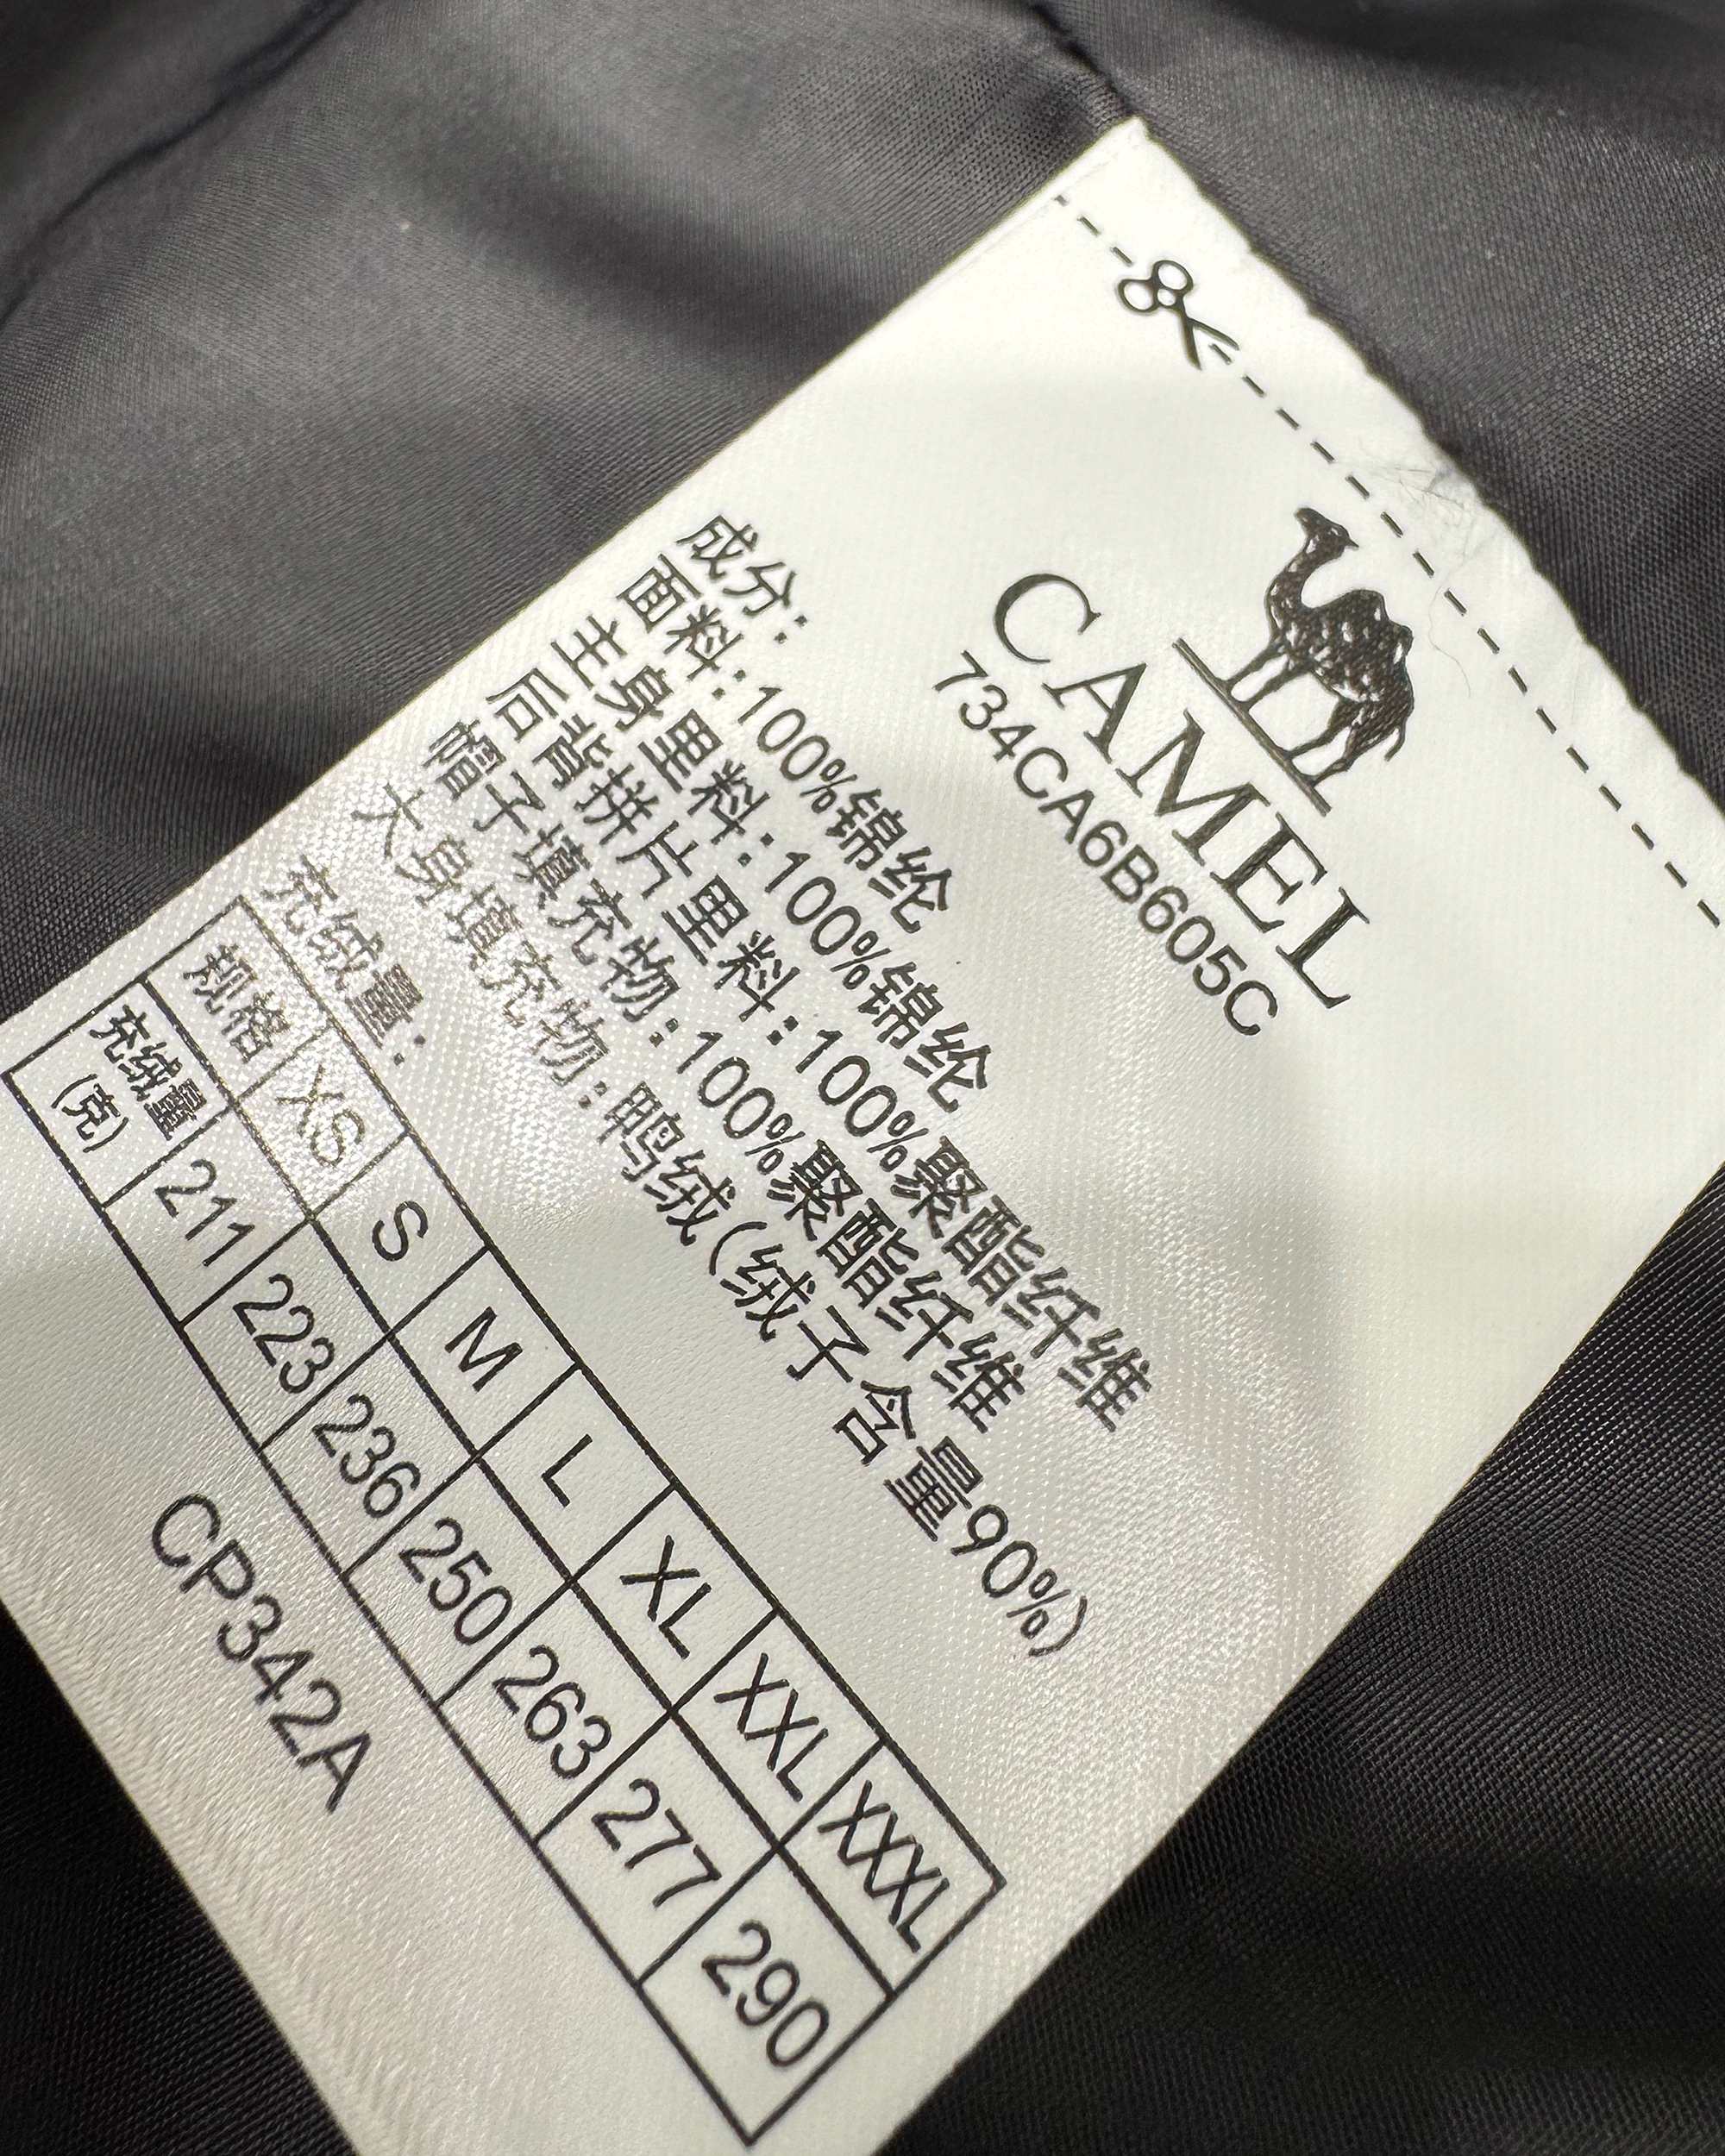 CAMEL
734CA6B605C
成分:
面料:100%锦纶
主身里料:100%锦纶
后背拼片里料:100%聚酯纤维
帽子填充物:100%聚酯纤维
大身填充物:鸭绒(绒子含量90%)
充绒量:
规格 XS S M L XL XXL XXXL
充绒量(克) 211 223 236 250 263 277 290
CP342A